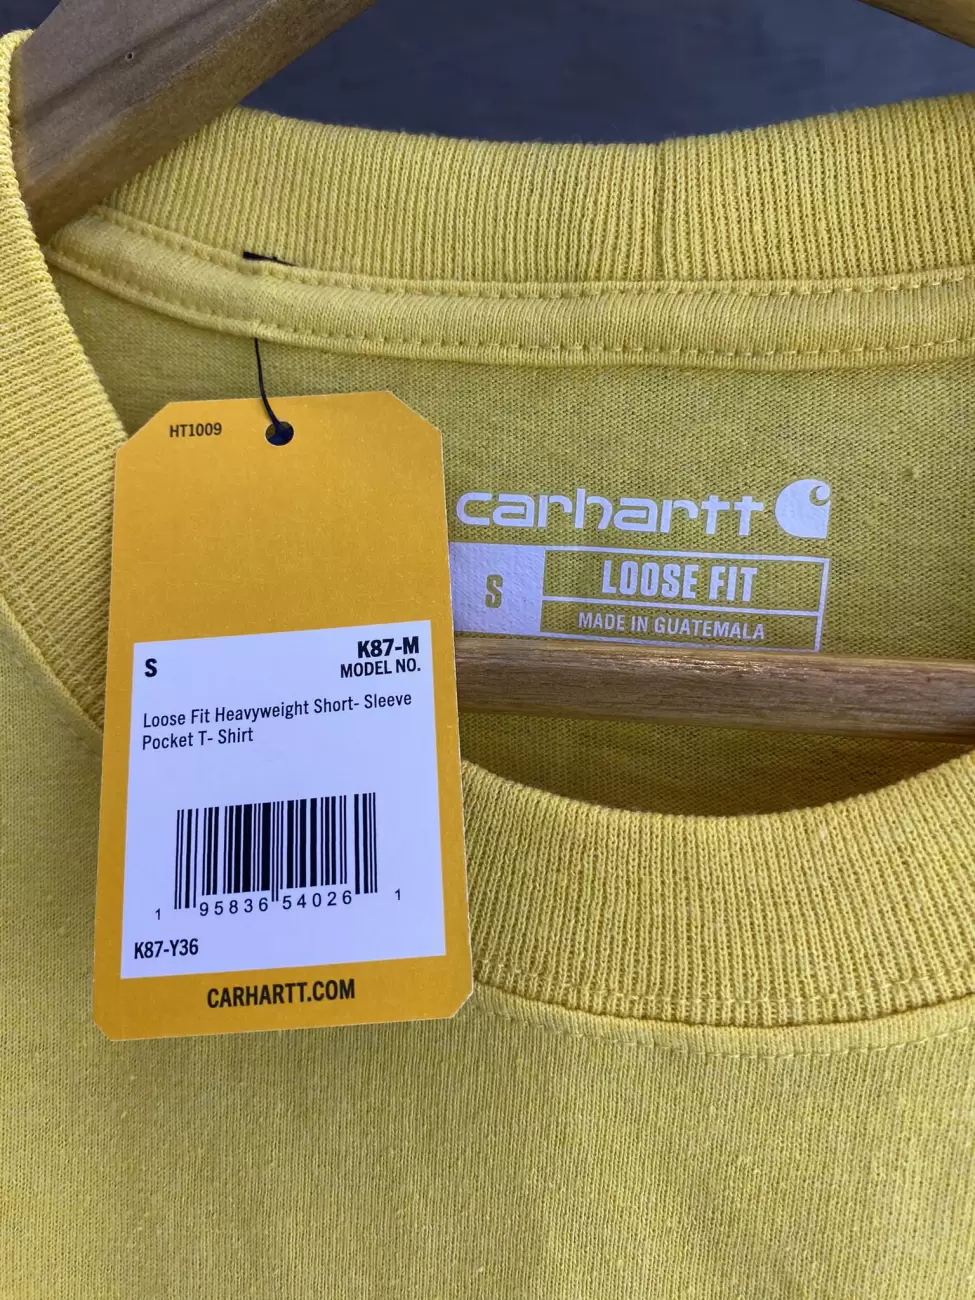 HT1009
carhartt
S
LOOSE FIT
MADE IN GUATEMALA
S
K87-M
MODEL NO.
Loose Fit Heavyweight Short- Sleeve
Pocket T- Shirt
1 95836 54026 1
K87-Y36
CARHARTT.COM